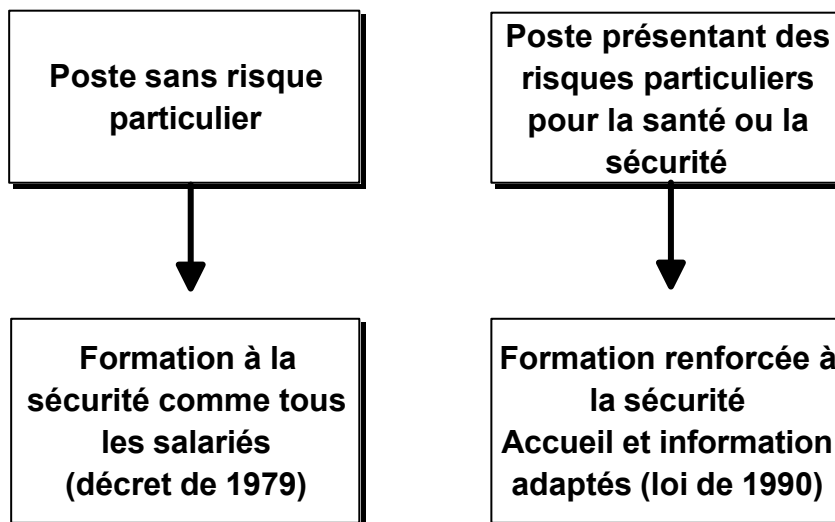 Poste sans risque
particulier
Poste présentant des
risques particuliers
pour la santé ou la
sécurité
Formation à la
sécurité comme tous
les salariés
(décret de 1979)
Formation renforcée à
la sécurité
Accueil et information
adaptés (loi de 1990)